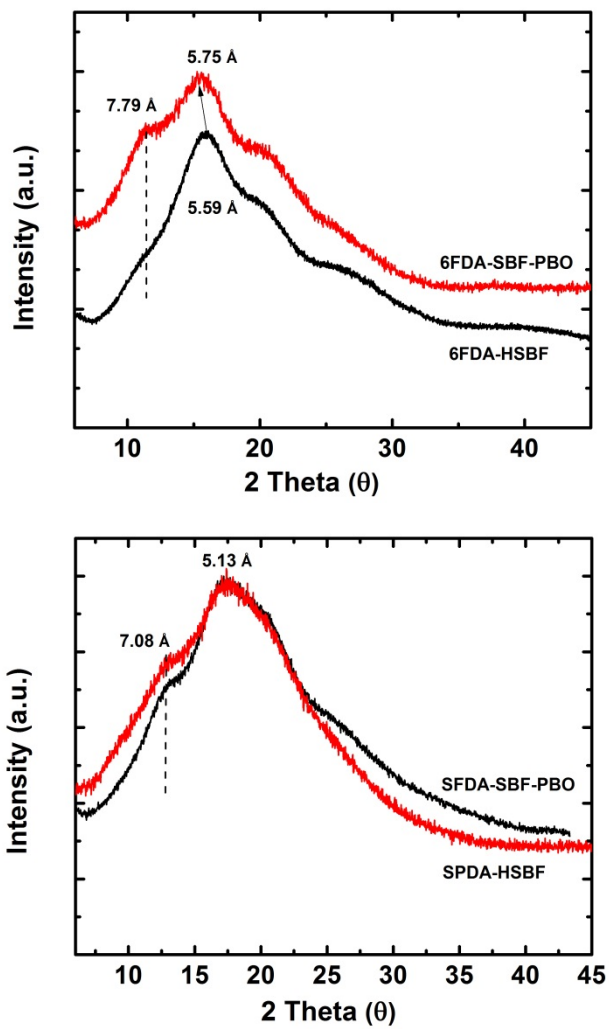 5.75 Å
7.79 Å
5.59 Å
6FDA-SBF-PBO
6FDA-HSBF
Intensity (a.u.)
10 20 30 40
2 Theta (θ)
5.13 Å
7.08 Å
SFDA-SBF-PBO
SPDA-HSBF
Intensity (a.u.)
10 15 20 25 30 35 40 45
2 Theta (θ)